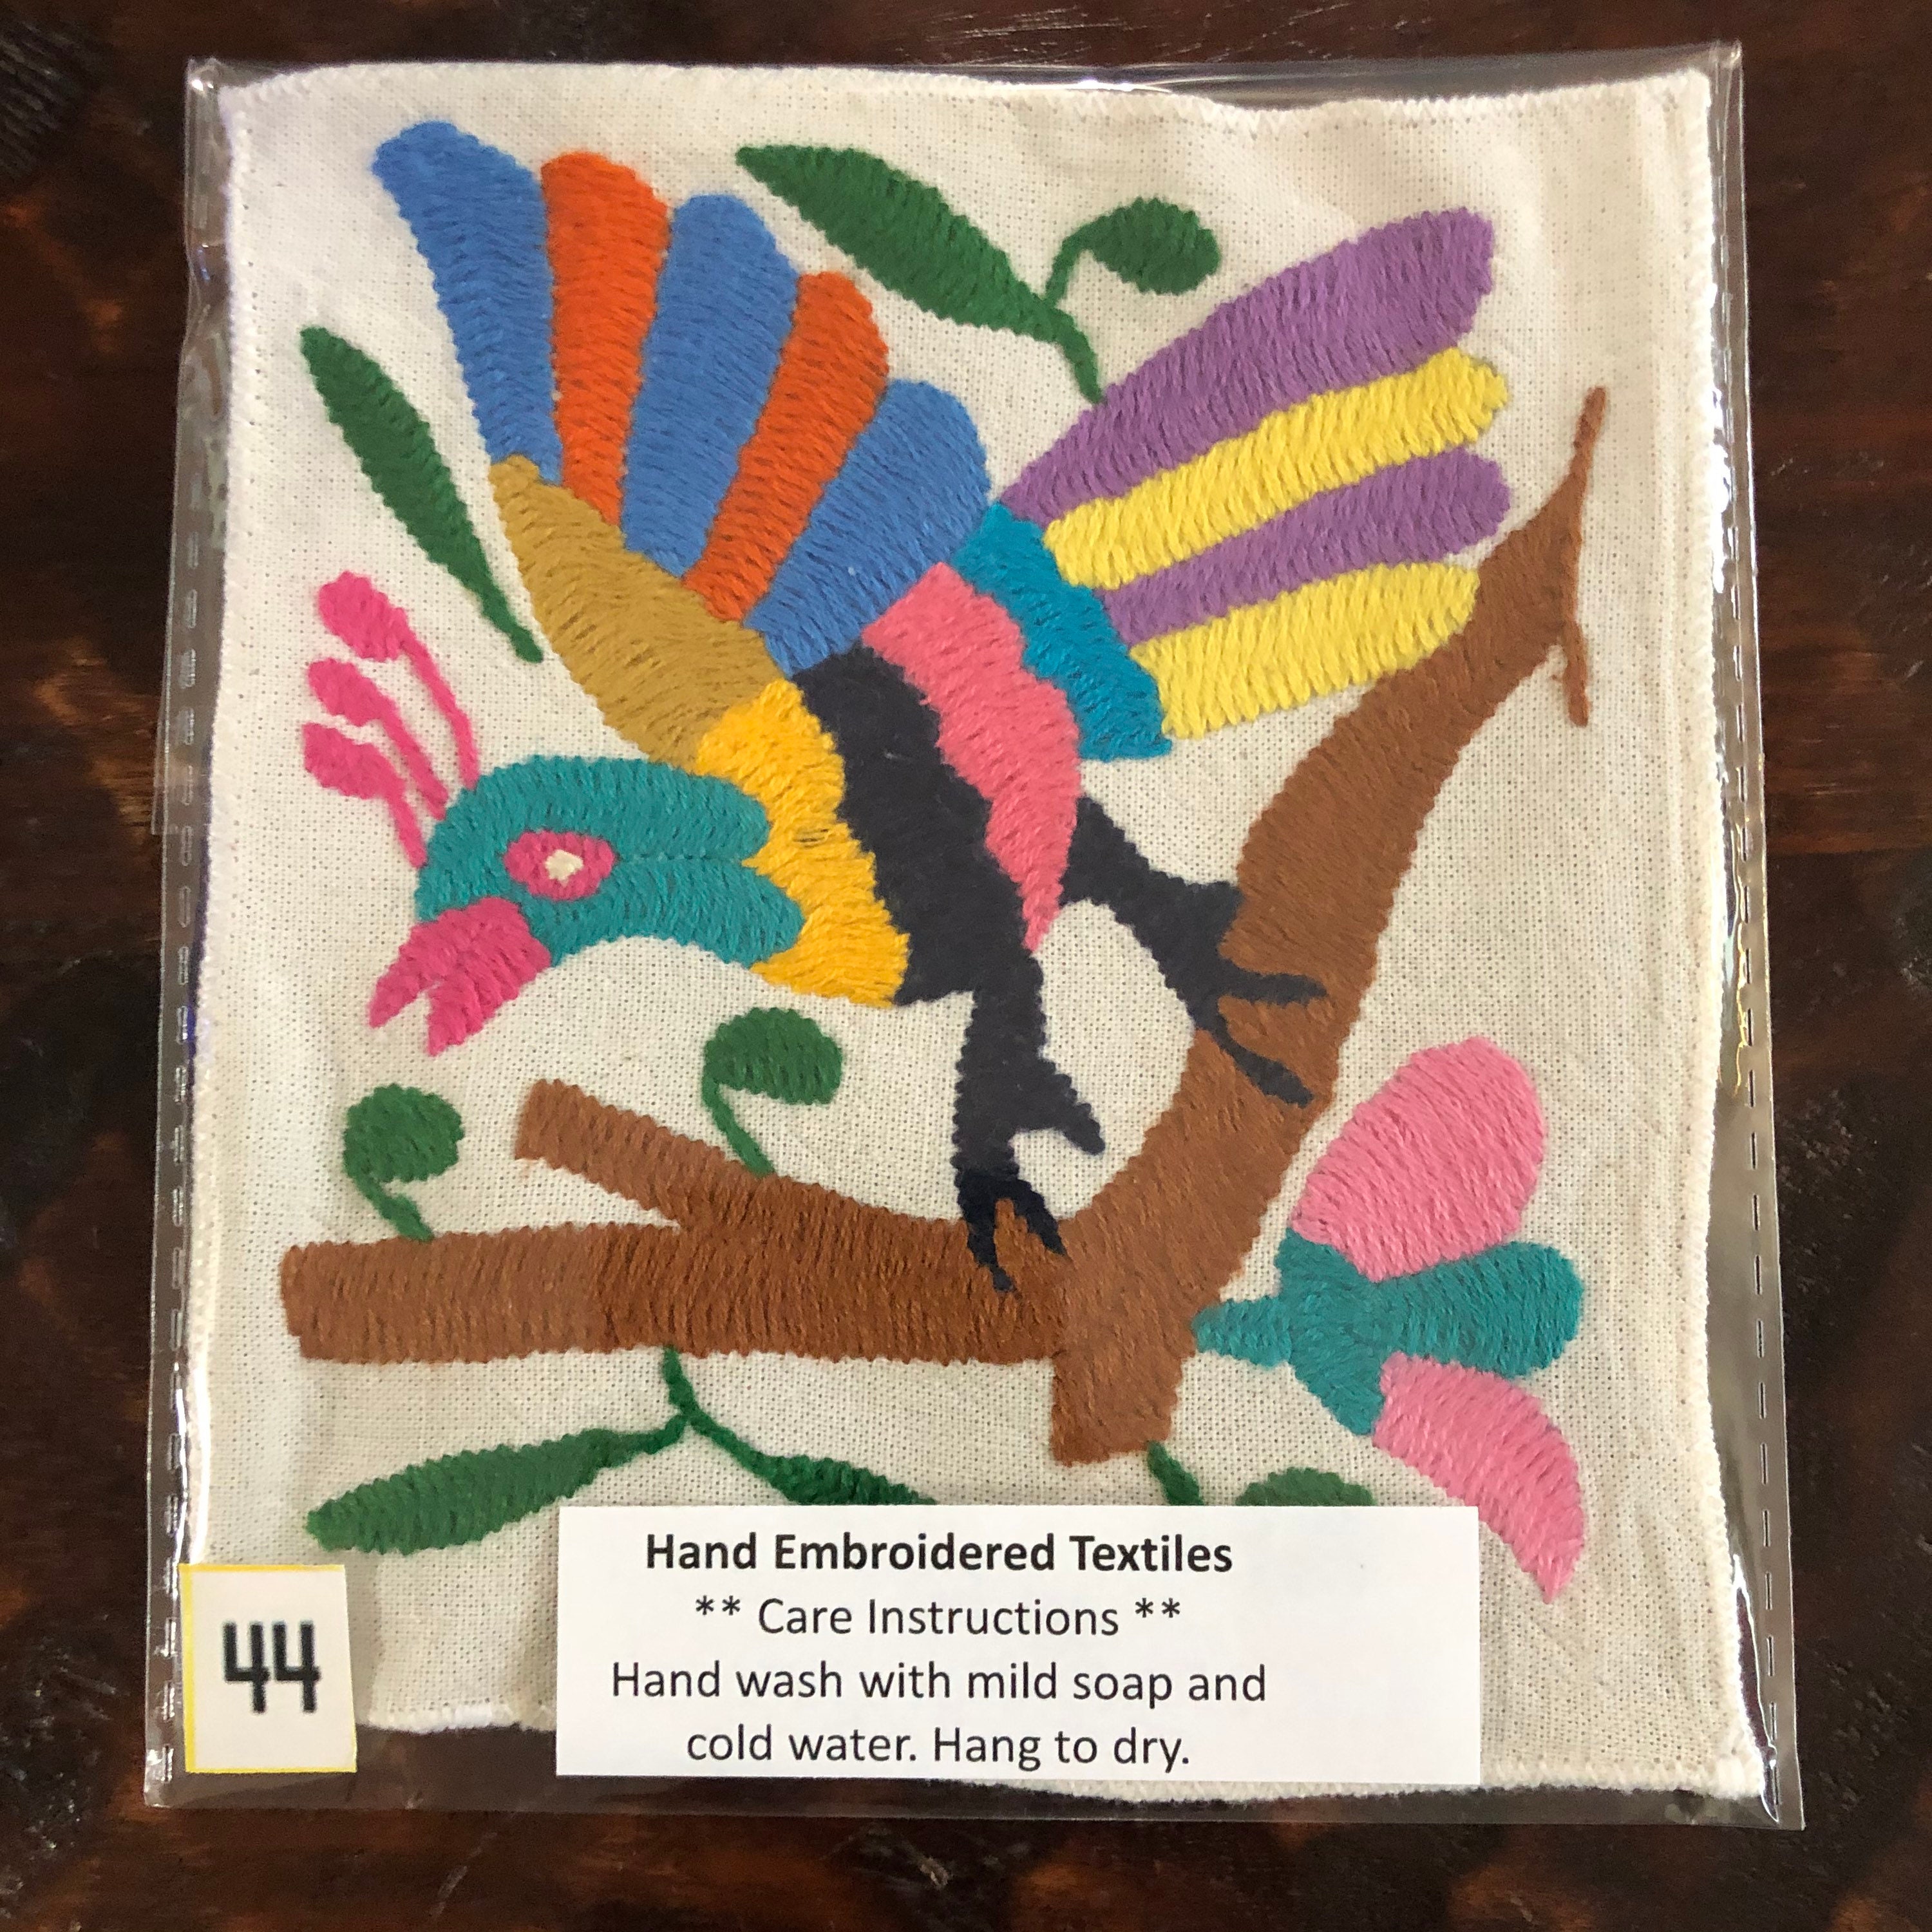 Hand Embroidered Textiles
** Care Instructions **
Hand wash with mild soap and
cold water. Hang to dry.
44